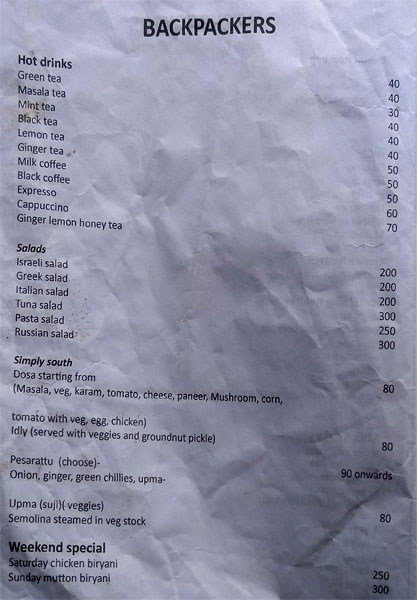 BACKPACKERS
Hot drinks
Green tea 40
Masala tea 40
Mint tea 30
Black tea 40
Lemon tea 40
Ginger tea 40
Milk coffee 50
Black coffee 50
Expresso 50
Cappuccino 60
Ginger lemon honey tea 70
Salads
Israeli salad 200
Greek salad 200
Italian salad 200
Tuna salad 300
Pasta salad 250
Russian salad 300
Simply south
Dosa starting from 80
(Masala, veg, karam, tomato, cheese, paneer, Mushroom, corn,
tomato with veg, egg, chicken)
Idly (served with veggies and groundnut pickle) 80
Pesarattu (choose)-
Onion, ginger, green chillies, upma- 90 onwards
Upma (suji)( veggies)
Semolina steamed in veg stock 80
Weekend special
Saturday chicken biryani 250
Sunday mutton biryani 300